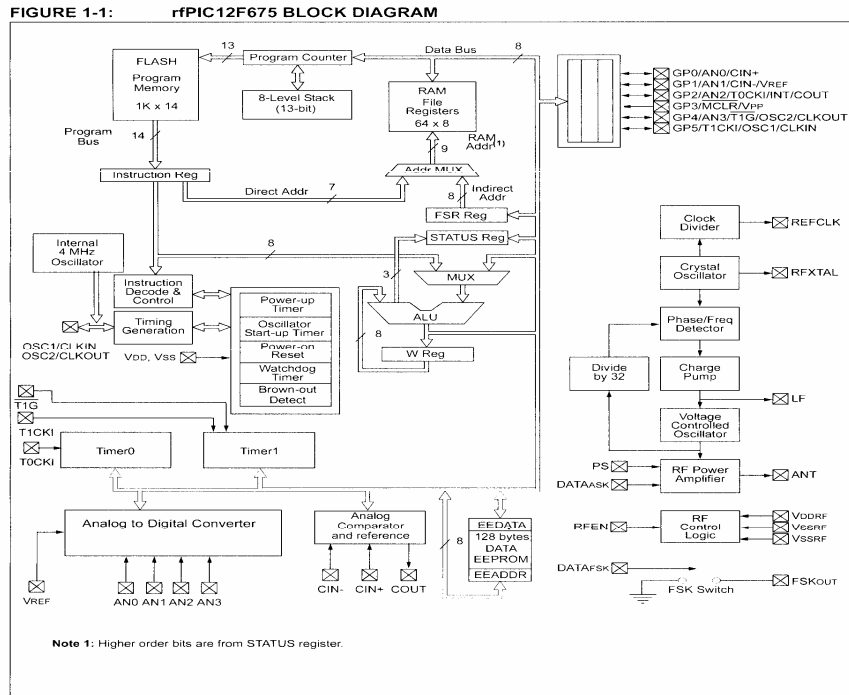 FIGURE 1-1: rfPIC12F675 BLOCK DIAGRAM
13
Program Counter
Data Bus
8
FLASH
Program
Memory
1K x 14
8-Level Stack
(13-bit)
RAM
File
Registers
64 x 8
GP0/AN0/CIN+
GP1/AN1/CIN-/VREF
GP2/AN2/T0CKI/INT/COUT
GP3/MCLR/VPP
GP4/AN3/T1G/OSC2/CLKOUT
GP5/T1CKI/OSC1/CLKIN
Program
Bus
14
RAM
Addr(1)
9
Addr MUX
Instruction Reg
Direct Addr
7
8
Indirect
Addr
FSR Reg
STATUS Reg
Internal
4 MHz
Oscillator
8
3
MUX
Instruction
Decode &
Control
Power-up
Timer
ALU
Timing
Generation
Oscillator
Start-up Timer
8
OSC1/CLKIN
OSC2/CLKOUT
VDD, VSS
Power-on
Reset
W Reg
Watchdog
Timer
Brown-out
Detect
T1G
T1CKI
T0CKI
Timer0
Timer1
Analog to Digital Converter
Analog
Comparator
and reference
8
EEDATA
128 bytes
DATA
EEPROM
EEADDR
VREF
AN0 AN1 AN2 AN3
CIN- CIN+ COUT
Clock
Divider
REFCLK
Crystal
Oscillator
RFXTAL
Phase/Freq
Detector
Divide
by 32
Charge
Pump
LF
Voltage
Controlled
Oscillator
PS
DATAASK
RF Power
Amplifier
ANT
RFEN
RF
Control
Logic
VDDRF
VSSRF
VSSRF
DATAFSK
FSK Switch
FSKOUT
Note 1: Higher order bits are from STATUS register.